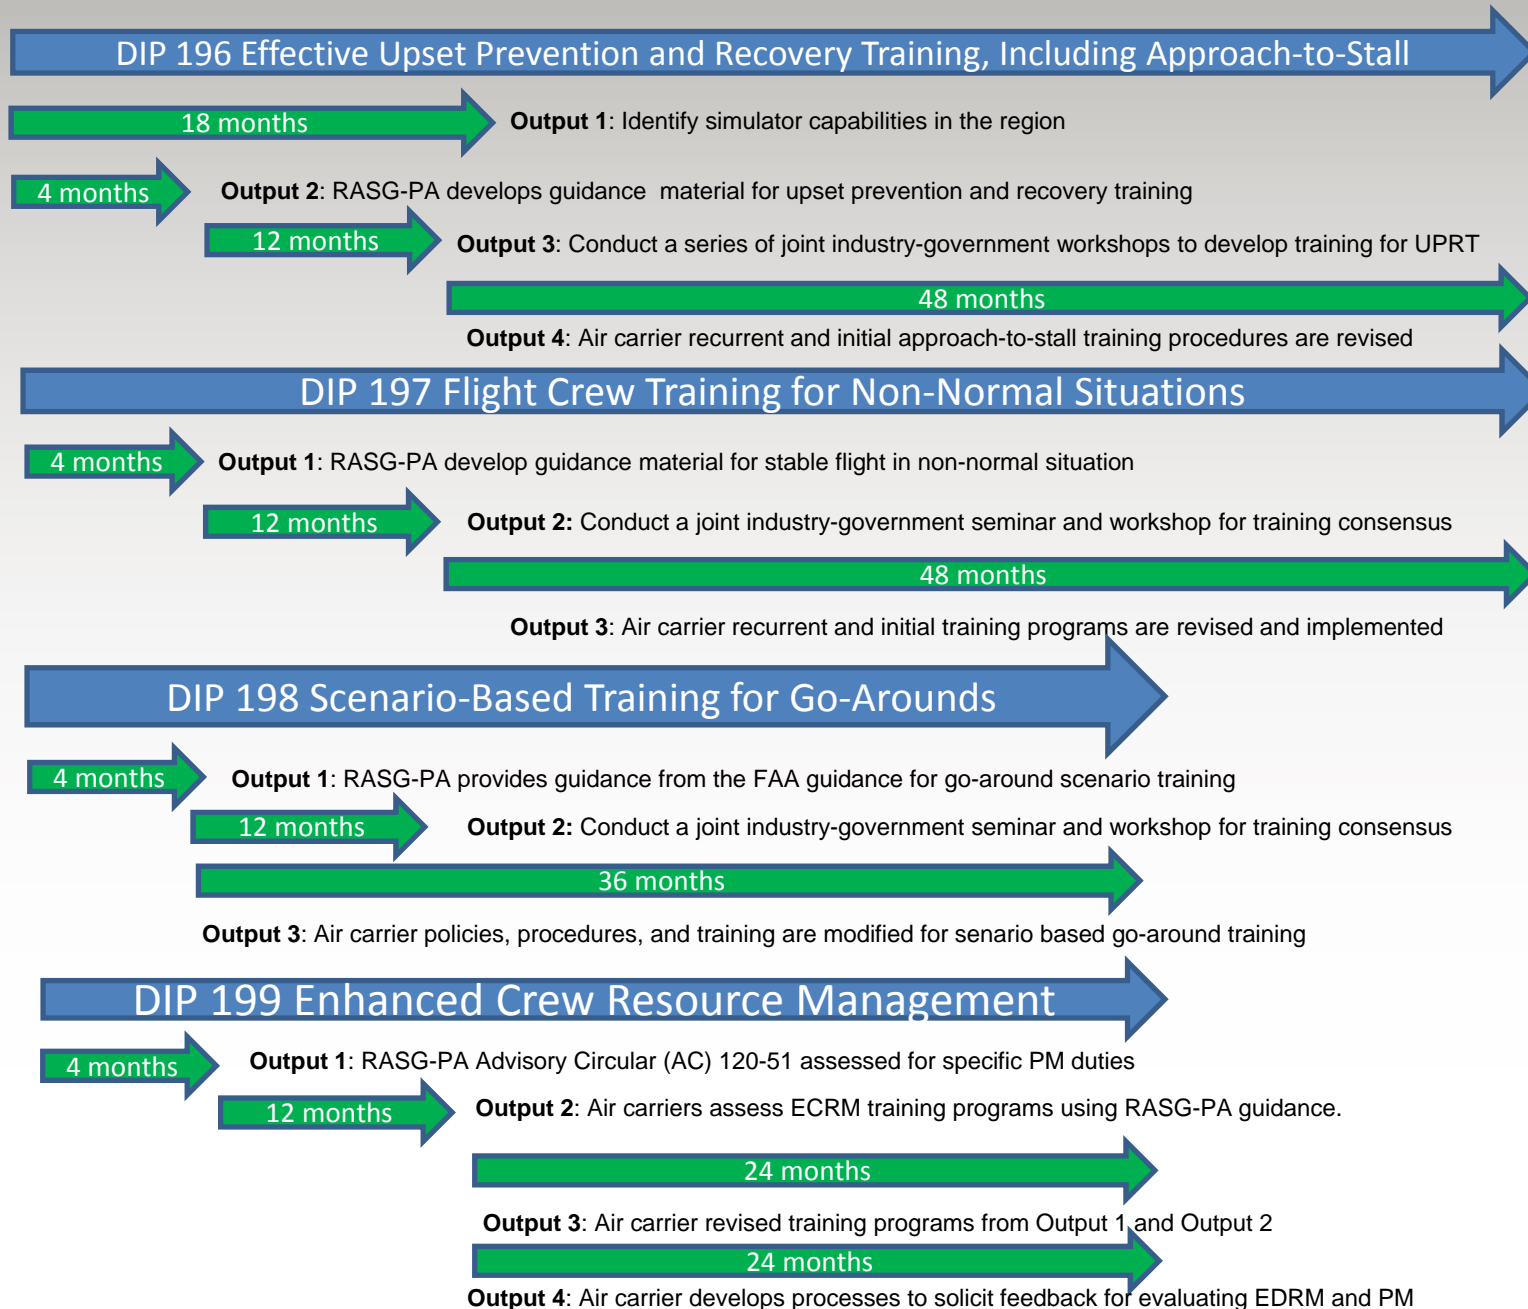 DIP 196 Effective Upset Prevention and Recovery Training, Including Approach-to-Stall
18 months
Output 1: Identify simulator capabilities in the region
4 months
Output 2: RASG-PA develops guidance material for upset prevention and recovery training
12 months
Output 3: Conduct a series of joint industry-government workshops to develop training for UPRT
48 months
Output 4: Air carrier recurrent and initial approach-to-stall training procedures are revised
DIP 197 Flight Crew Training for Non-Normal Situations
4 months
Output 1: RASG-PA develop guidance material for stable flight in non-normal situation
12 months
Output 2: Conduct a joint industry-government seminar and workshop for training consensus
48 months
Output 3: Air carrier recurrent and initial training programs are revised and implemented
DIP 198 Scenario-Based Training for Go-Arounds
4 months
Output 1: RASG-PA provides guidance from the FAA guidance for go-around scenario training
12 months
Output 2: Conduct a joint industry-government seminar and workshop for training consensus
36 months
Output 3: Air carrier policies, procedures, and training are modified for senario based go-around training
DIP 199 Enhanced Crew Resource Management
4 months
Output 1: RASG-PA Advisory Circular (AC) 120-51 assessed for specific PM duties
12 months
Output 2: Air carriers assess ECRM training programs using RASG-PA guidance.
24 months
Output 3: Air carrier revised training programs from Output 1 and Output 2
24 months
Output 4: Air carrier develops processes to solicit feedback for evaluating EDRM and PM